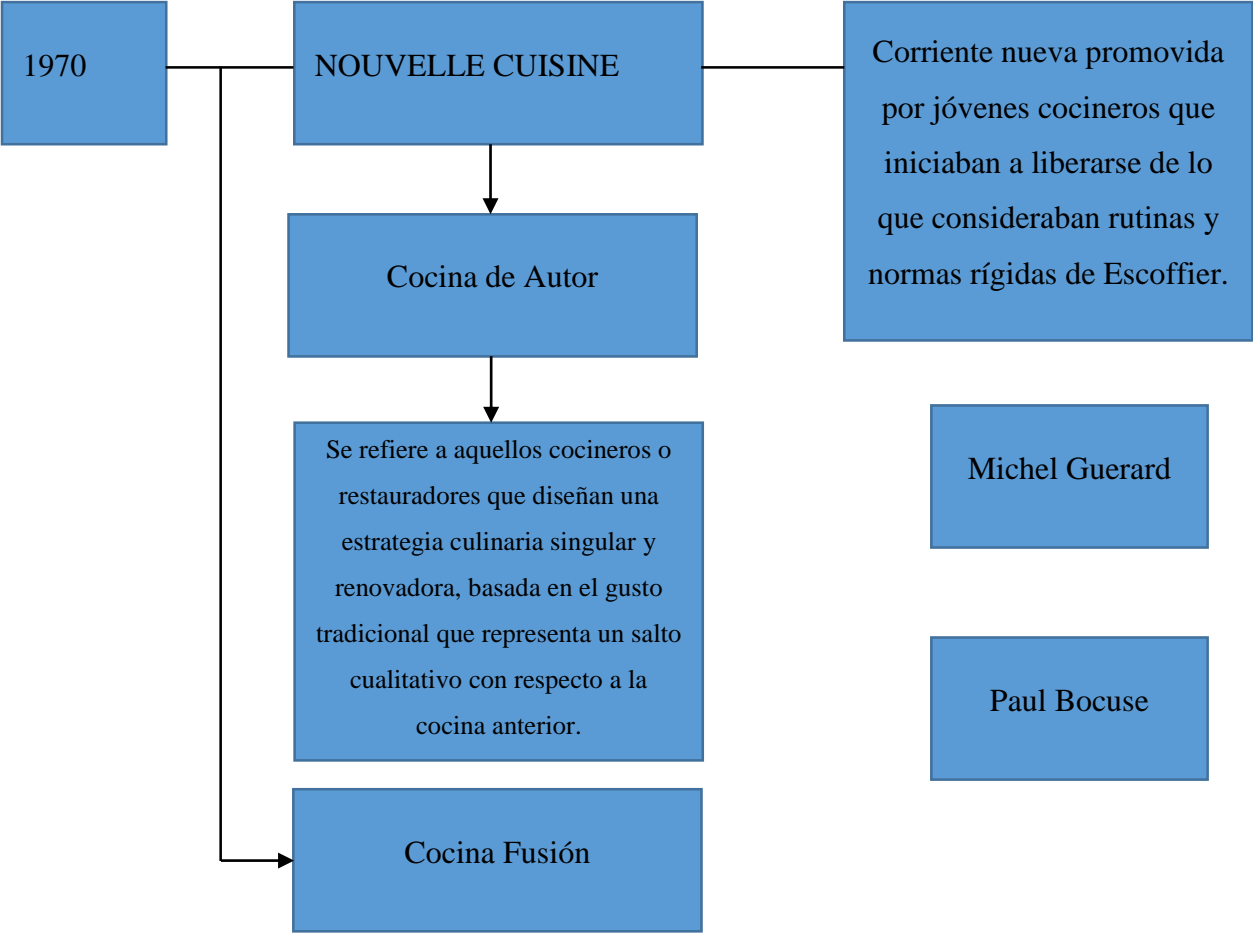 1970
NOUVELLE CUISINE
Corriente nueva promovida
por jóvenes cocineros que
iniciaban a liberarse de lo
que consideraban rutinas y
normas rígidas de Escoffier.
Cocina de Autor
Se refiere a aquellos cocineros o
restauradores que diseñan una
estrategia culinaria singular y
renovadora, basada en el gusto
tradicional que representa un salto
cualitativo con respecto a la
cocina anterior.
Michel Guerard
Paul Bocuse
Cocina Fusión